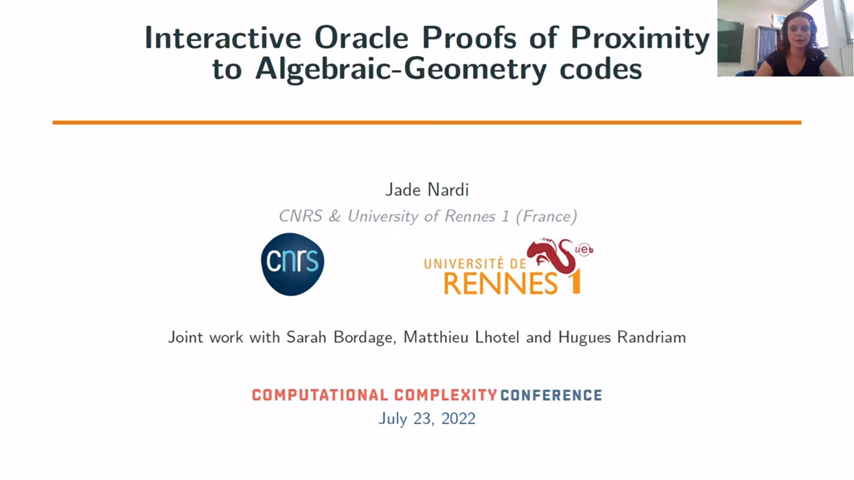 Interactive Oracle Proofs of Proximity
to Algebraic-Geometry codes
Jade Nardi
CNRS & University of Rennes 1 (France)
cnrs
UNIVERSITÉ DE
RENNES 1
ueb
Joint work with Sarah Bordage, Matthieu Lhotel and Hugues Randriam
COMPUTATIONAL COMPLEXITY CONFERENCE
July 23, 2022